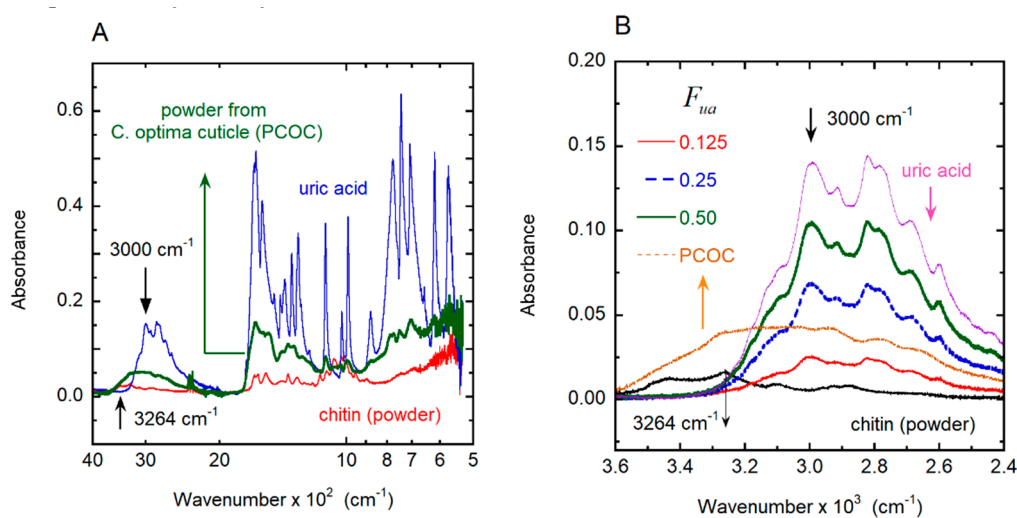 A
0.6
0.4
0.2
0.0
Absorbance
powder from
C. optima cuticle (PCOC)
uric acid
3000 cm-1
3264 cm-1
chitin (powder)
40 30 20 10 8 7 6 5
Wavenumber x 10² (cm-1)
B
0.20
0.15
0.10
0.05
0.00
Absorbance
Fua
3000 cm-1
0.125
0.25
0.50
PCOC
uric acid
3264 cm-1
chitin (powder)
3.6 3.2 3.0 2.8 2.6 2.4
Wavenumber x 10³ (cm-1)